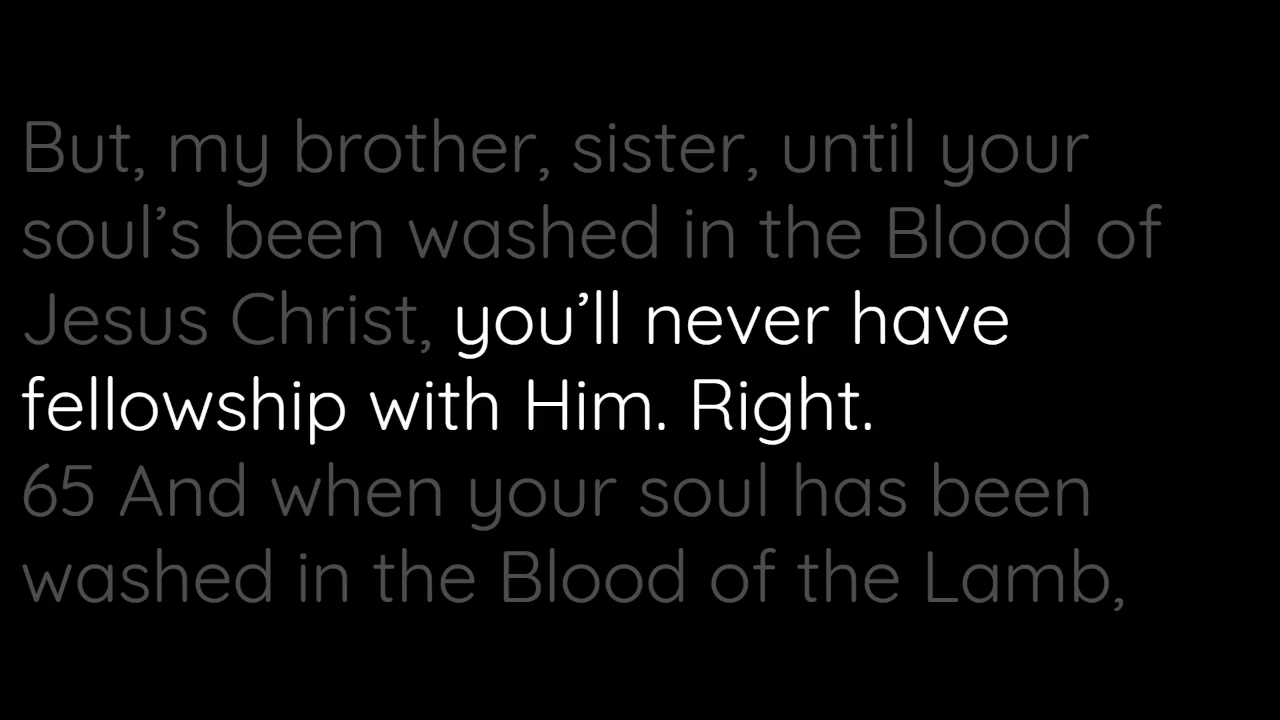 But, my brother, sister, until your
soul’s been washed in the Blood of
Jesus Christ, you’ll never have
fellowship with Him. Right.
65 And when your soul has been
washed in the Blood of the Lamb,